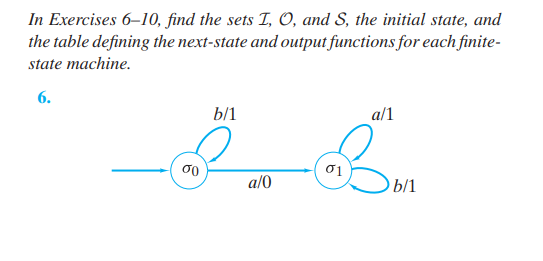 In Exercises 6–10, find the sets ℐ, 𝒪, and 𝒮, the initial state, and
the table defining the next-state and output functions for each finite-
state machine.
6.
b/1
a/1
σ0
σ1
a/0
b/1